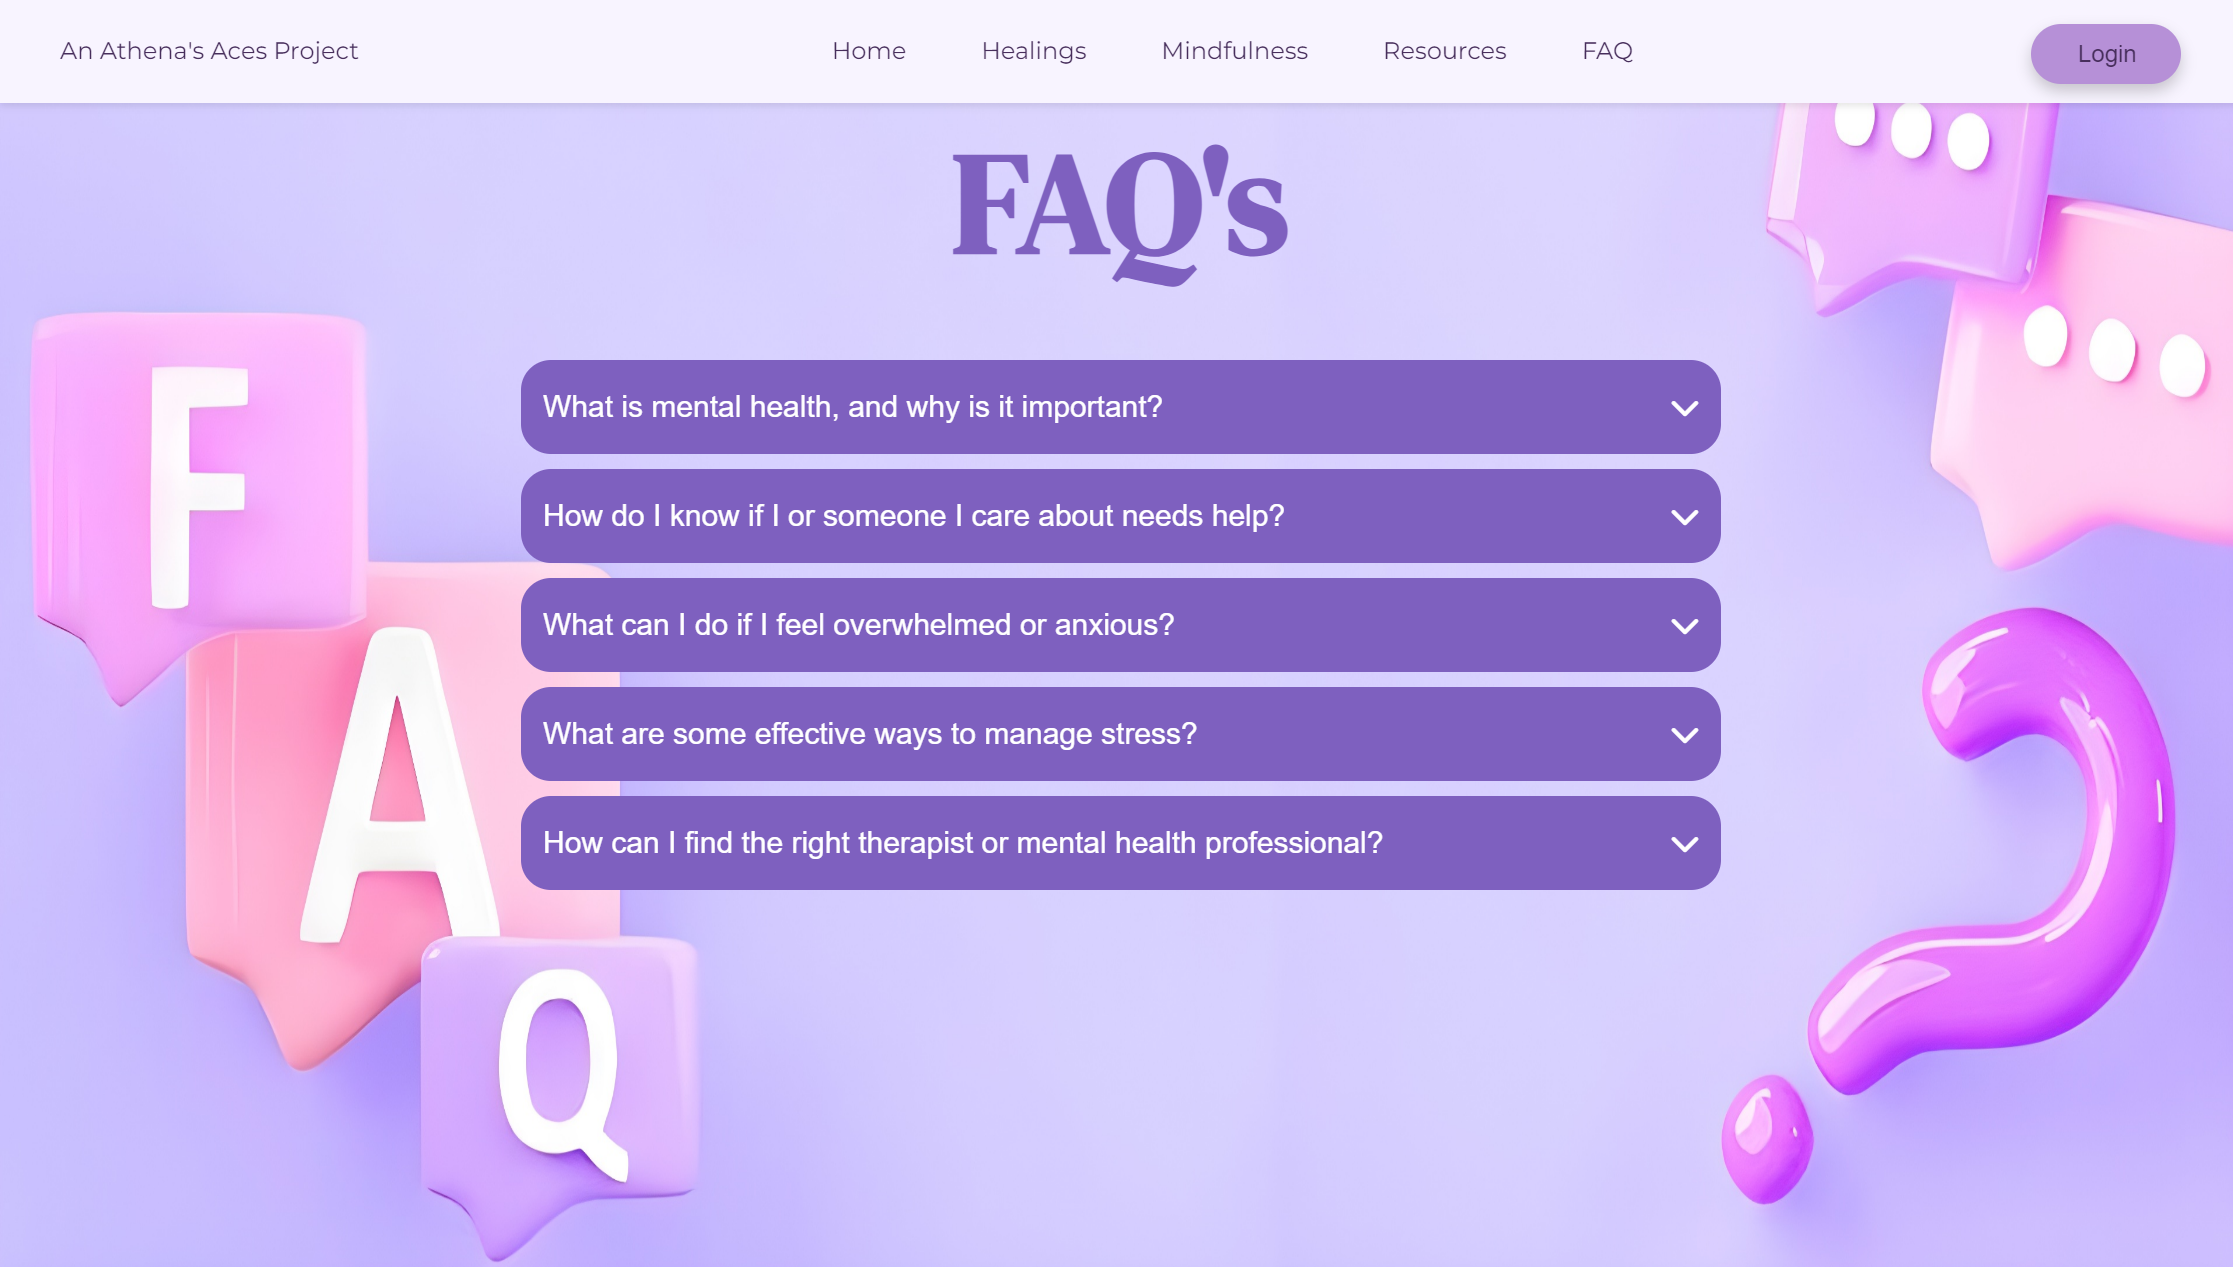 An Athena's Aces Project
Home
Healings
Mindfulness
Resources
FAQ
Login
FAQ's
What is mental health, and why is it important?
How do I know if I or someone I care about needs help?
What can I do if I feel overwhelmed or anxious?
What are some effective ways to manage stress?
How can I find the right therapist or mental health professional?
F
A
Q
?